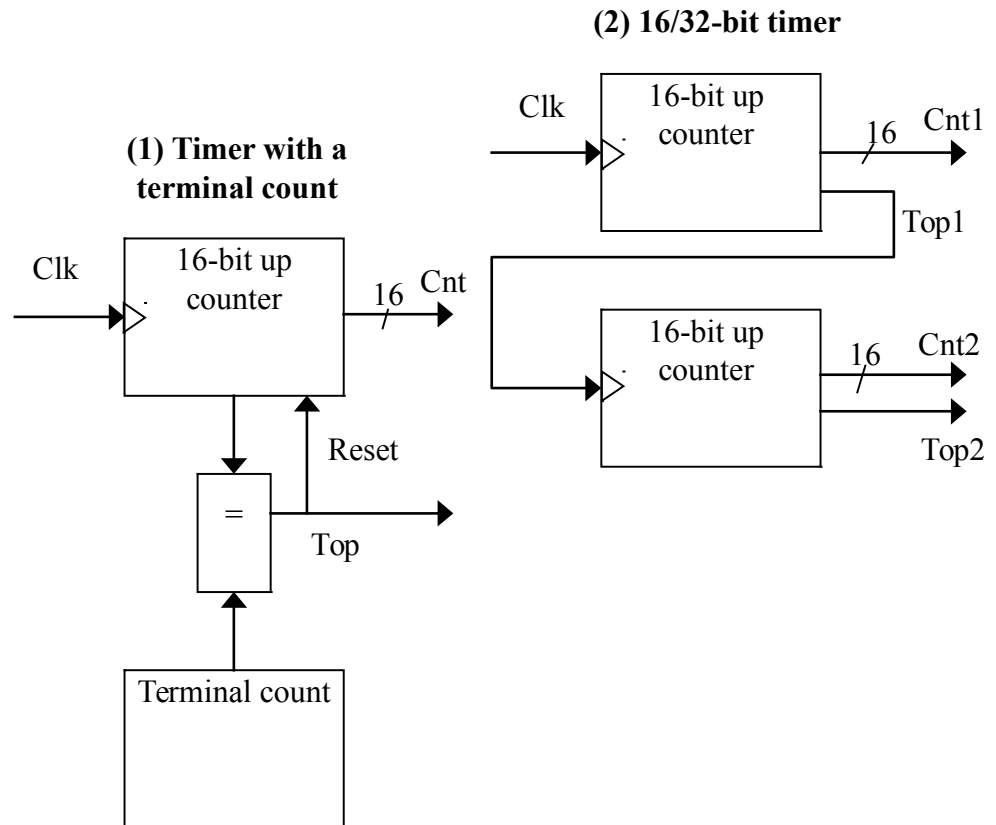 (1) Timer with a
terminal count
Clk
16-bit up
counter
16
Cnt
Reset
=
Top
Terminal count
(2) 16/32-bit timer
Clk
16-bit up
counter
16
Cnt1
Top1
16-bit up
counter
16
Cnt2
Top2